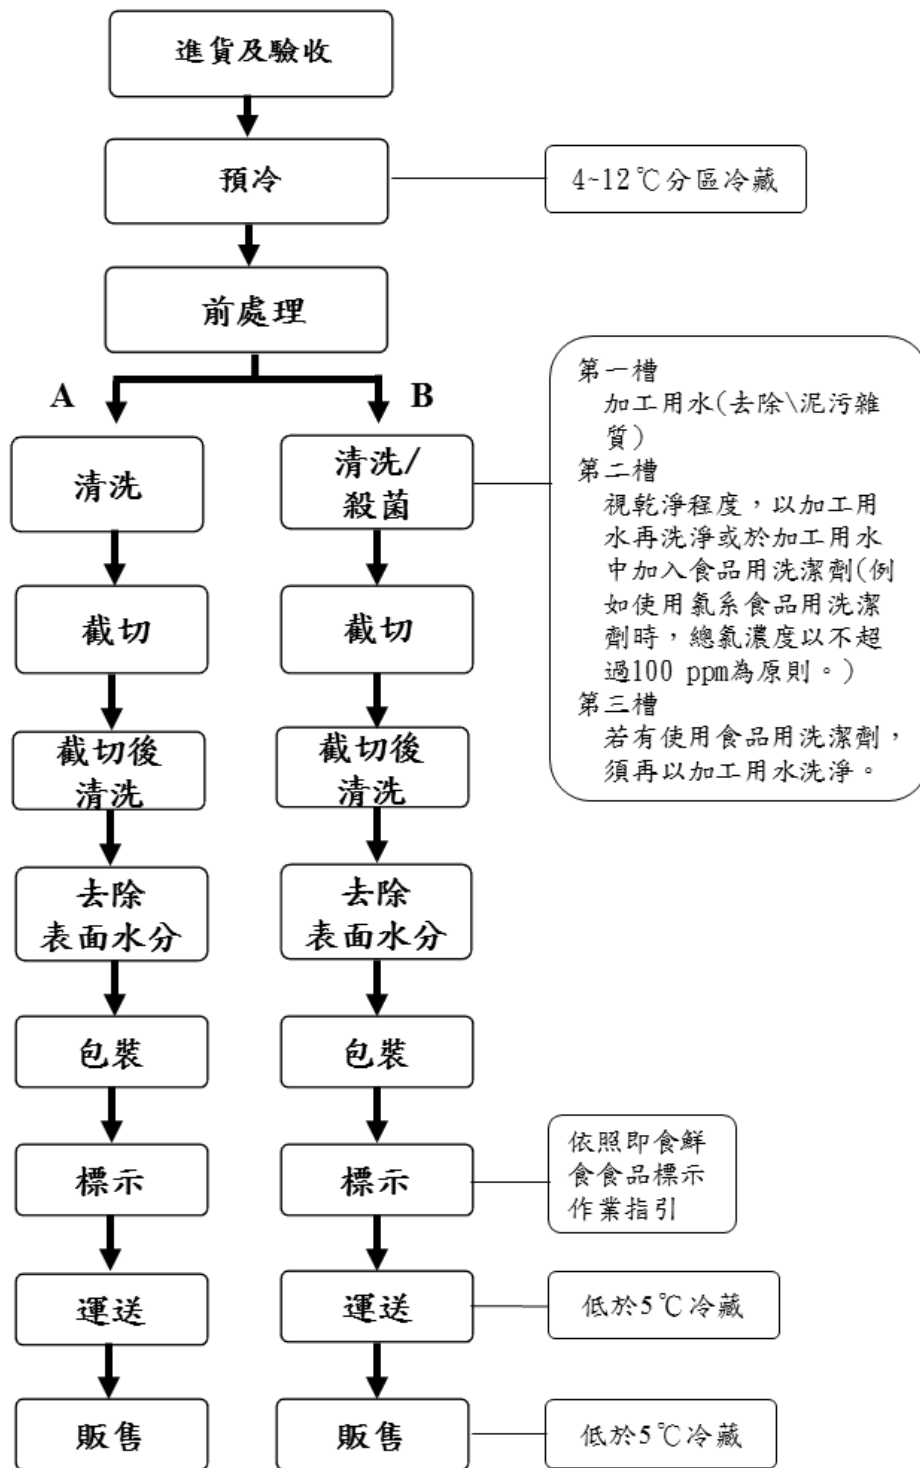 進貨及驗收
預冷
4~12℃分區冷藏
前處理
A
B
清洗
清洗/
殺菌
第一槽
加工用水(去除\泥污雜
質)
第二槽
視乾淨程度，以加工用
水再洗淨或於加工用水
中加入食品用洗潔劑(例
如使用氯系食品用洗潔
劑時，總氯濃度以不超
過100 ppm為原則。)
第三槽
若有使用食品用洗潔劑，
須再以加工用水洗淨。
截切
截切
截切後
清洗
截切後
清洗
去除
表面水分
去除
表面水分
包裝
包裝
標示
標示
依照即食鮮
食食品標示
作業指引
運送
運送
低於5℃冷藏
販售
販售
低於5℃冷藏